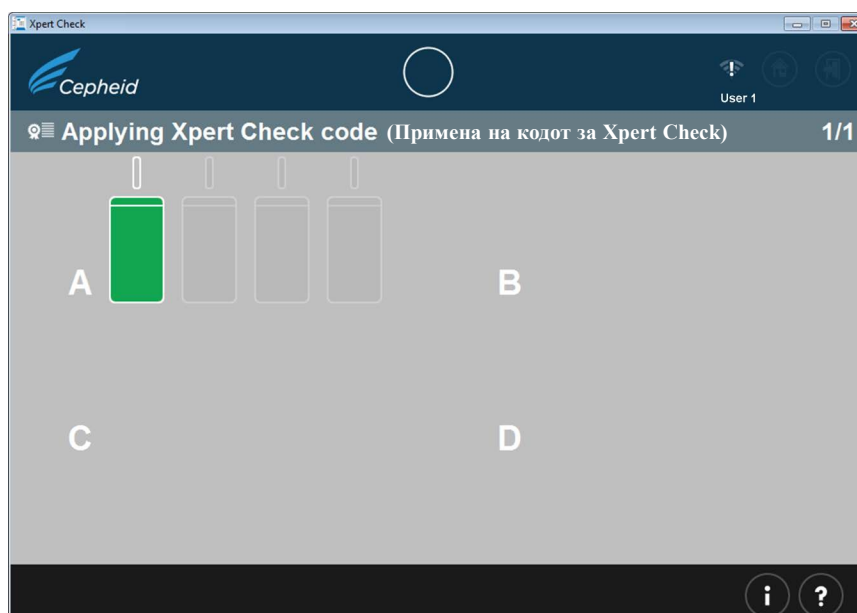 Xpert Check
Cepheid
User 1
Applying Xpert Check code (Примена на кодот за Xpert Check) 1/1
A B
C D
i ?